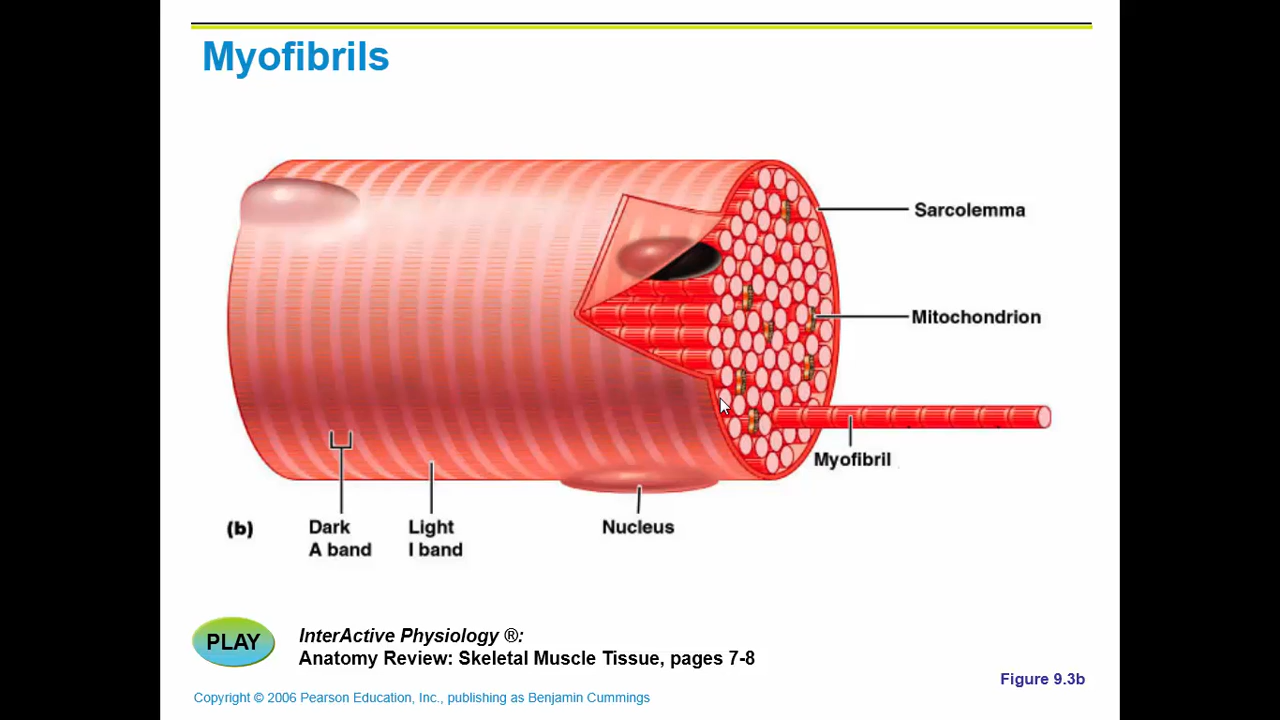 Myofibrils
Sarcolemma
Mitochondrion
Myofibril
(b)
Dark
A band
Light
I band
Nucleus
PLAY
InterActive Physiology ®:
Anatomy Review: Skeletal Muscle Tissue, pages 7-8
Figure 9.3b
Copyright © 2006 Pearson Education, Inc., publishing as Benjamin Cummings